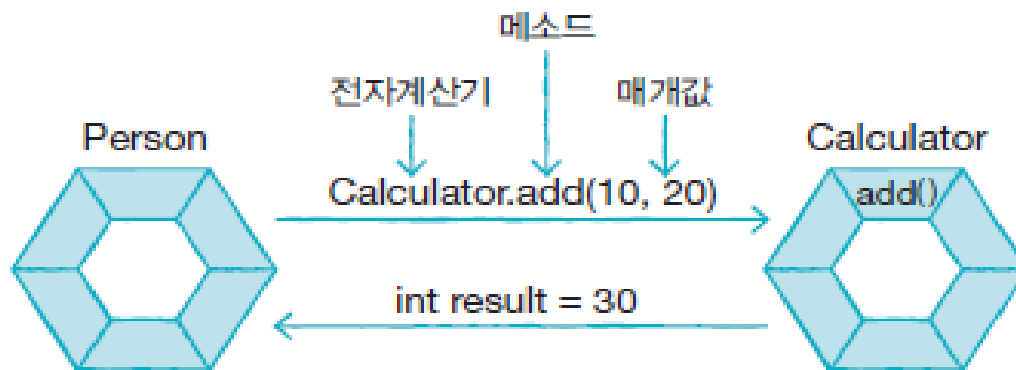 메소드
전자계산기 매개값
Person Calculator
Calculator.add(10, 20) add()
int result = 30